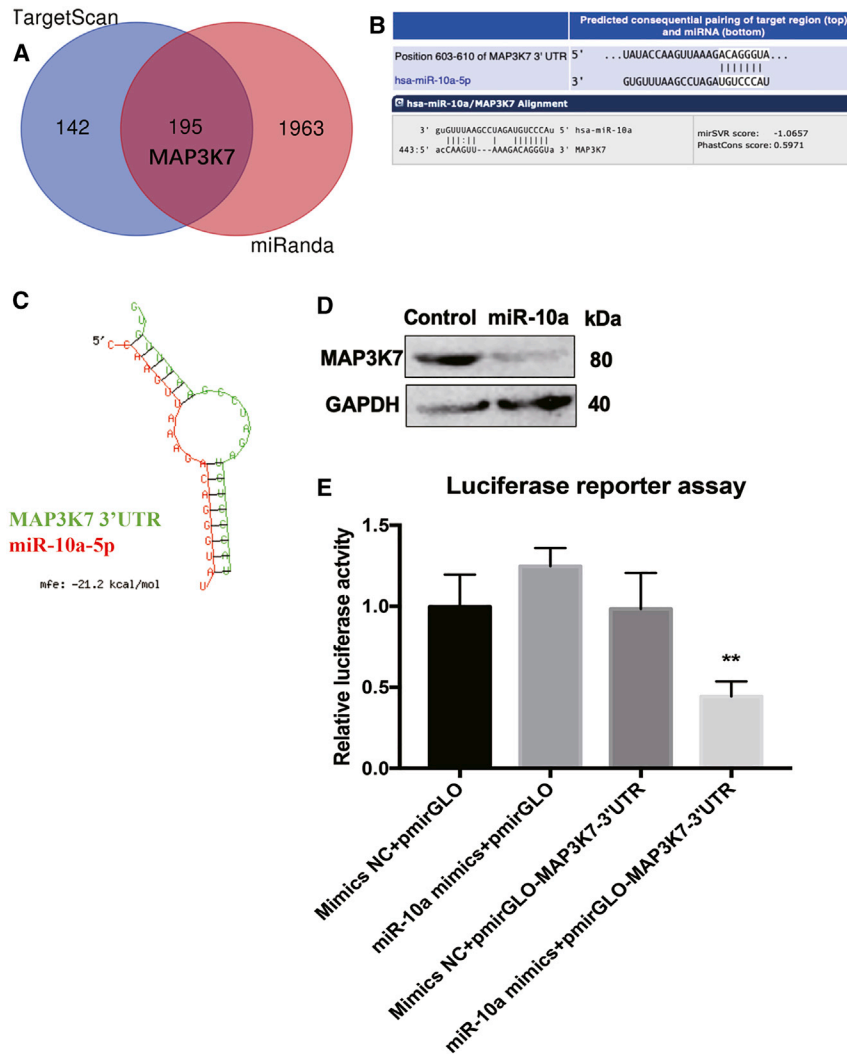 TargetScan
A
142
195
1963
MAP3K7
miRanda
B
Predicted consequential pairing of target region (top) and miRNA (bottom)
Position 603-610 of MAP3K7 3' UTR 5' ...UAUACCAAGUUAAAGACAGGGUA...
hsa-miR-10a-5p 3' GUGUUUAAGCCUAGAUGUCCCAU
hsa-miR-10a/MAP3K7 Alignment
3' guGUUUAAGCCUAGAUGUCCCAu 5' hsa-miR-10a
443:5' acCAAGUU---AAAGACAGGGUa 3' MAP3K7
mirSVR score: -1.0657
PhastCons score: 0.5971
C
5'
MAP3K7 3'UTR
miR-10a-5p
mfe: -21.2 kcal/mol
D
Control miR-10a kDa
MAP3K7 80
GAPDH 40
E
Luciferase reporter assay
Relative luciferase actvity
1.5
1.0
0.5
0.0
**
Mimics NC+pmirGLO
miR-10a mimics+pmirGLO
Mimics NC+pmirGLO-MAP3K7-3'UTR
miR-10a mimics+pmirGLO-MAP3K7-3'UTR